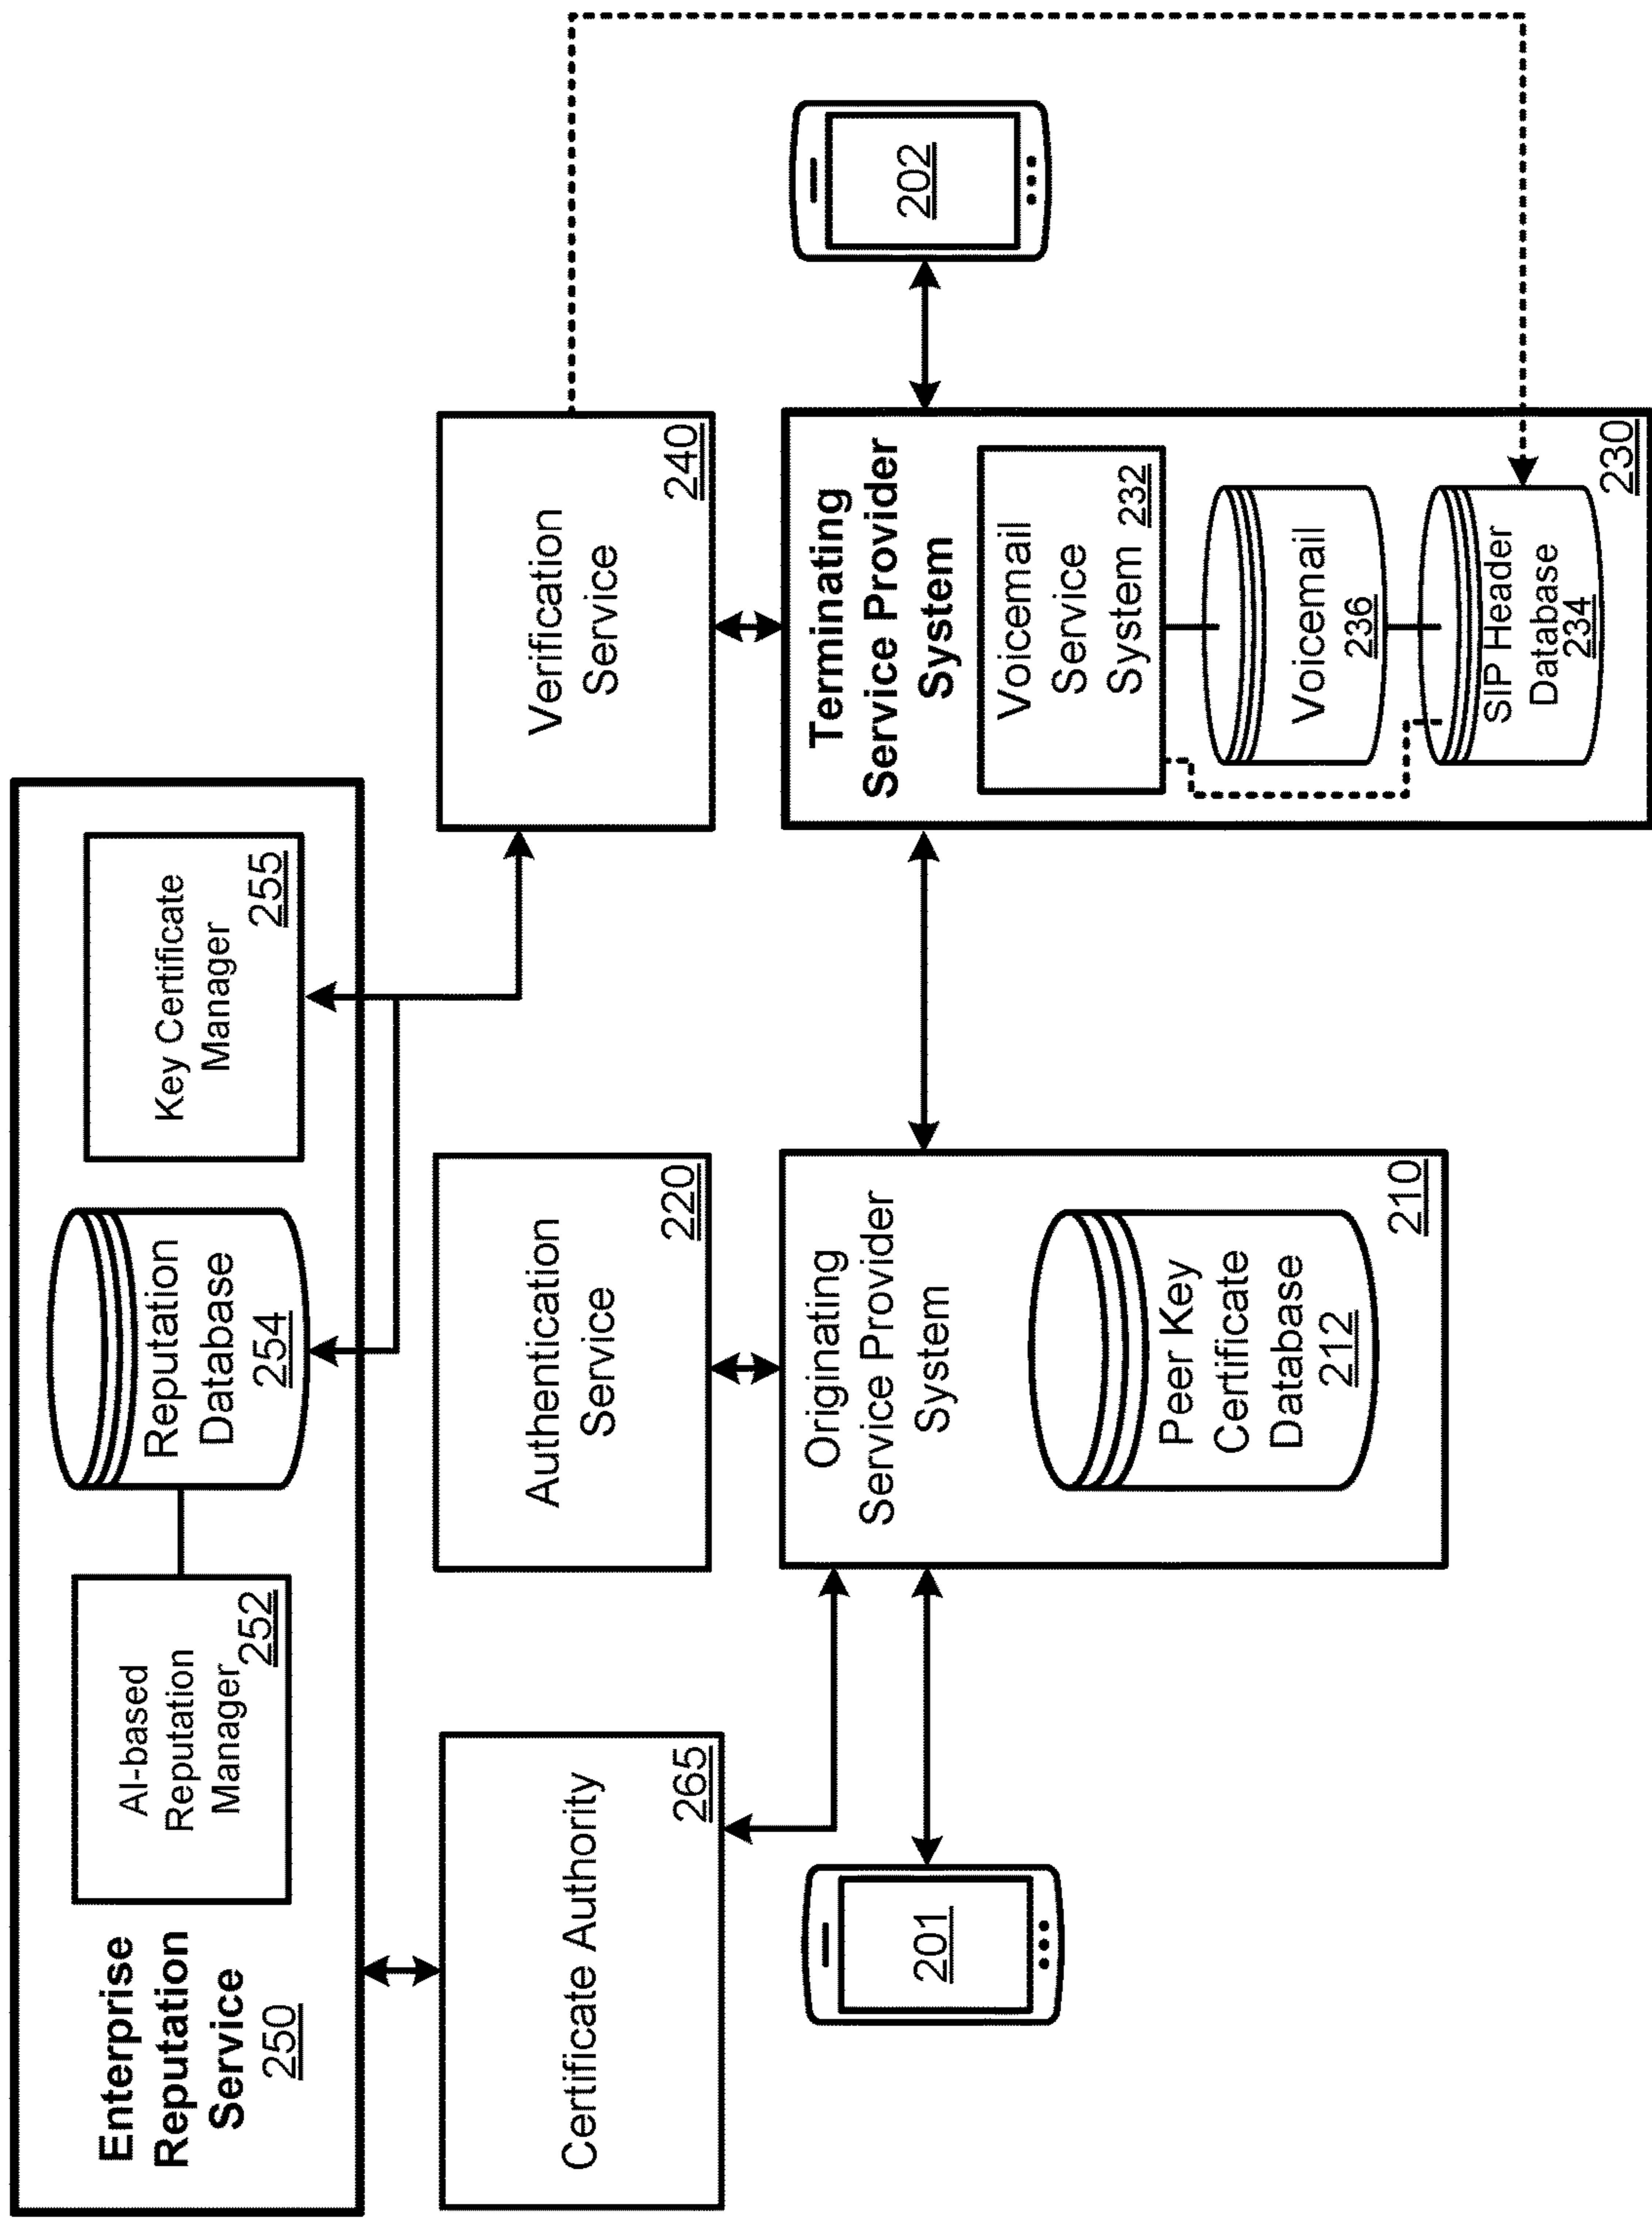 Enterprise
Reputation
Service
250
AI-based
Reputation
Manager
252
Reputation
Database
254
Key Certificate
Manager
255
Certificate Authority
265
Authentication
Service
220
Verification
Service
240
201
Originating
Service Provider
System
Peer Key
Certificate
Database
212
210
Terminating
Service Provider
System
Voicemail
Service
System 232
Voicemail
236
SIP Header
Database
234
230
202